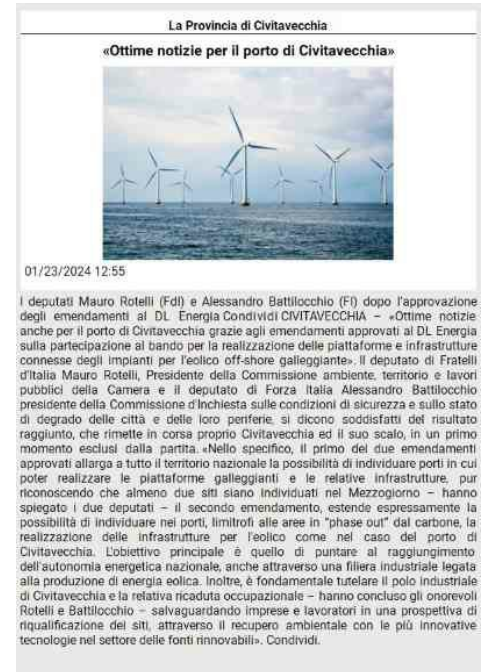 La Provincia di Civitavecchia
«Ottime notizie per il porto di Civitavecchia»
01/23/2024 12:55
I deputati Mauro Rotelli (FdI) e Alessandro Battilocchio (FI) dopo l'approvazione
degli emendamenti al DL Energia Condividi CIVITAVECCHIA – «Ottime notizie
anche per il porto di Civitavecchia grazie agli emendamenti approvati al DL Energia
sulla partecipazione al bando per la realizzazione delle piattaforme e infrastrutture
connesse degli impianti per l'eolico off-shore galleggiante». Il deputato di Fratelli
d'Italia Mauro Rotelli, Presidente della Commissione ambiente, territorio e lavori
pubblici della Camera e il deputato di Forza Italia Alessandro Battilocchio
presidente della Commissione d'Inchiesta sulle condizioni di sicurezza e sullo stato
di degrado delle città e delle loro periferie, si dicono soddisfatti del risultato
raggiunto, che rimette in corsa proprio Civitavecchia ed il suo scalo, in un primo
momento esclusi dalla partita. «Nello specifico, il primo dei due emendamenti
approvati allarga a tutto il territorio nazionale la possibilità di individuare porti in cui
poter realizzare le piattaforme galleggianti e le relative infrastrutture, pur
riconoscendo che almeno due siti siano individuati nel Mezzogiorno – hanno
spiegato i due deputati – il secondo emendamento, estende espressamente la
possibilità di individuare nei porti, limitrofi alle aree in "phase out" dal carbone, la
realizzazione delle infrastrutture per l'eolico come nel caso del porto di
Civitavecchia. L'obiettivo principale è quello di puntare al raggiungimento
dell'autonomia energetica nazionale, anche attraverso una filiera industriale legata
alla produzione di energia eolica. Inoltre, è fondamentale tutelare il polo industriale
di Civitavecchia e la relativa ricaduta occupazionale – hanno concluso gli onorevoli
Rotelli e Battilocchio – salvaguardando imprese e lavoratori in una prospettiva di
riqualificazione dei siti, attraverso il recupero ambientale con le più innovative
tecnologie nel settore delle fonti rinnovabili». Condividi.